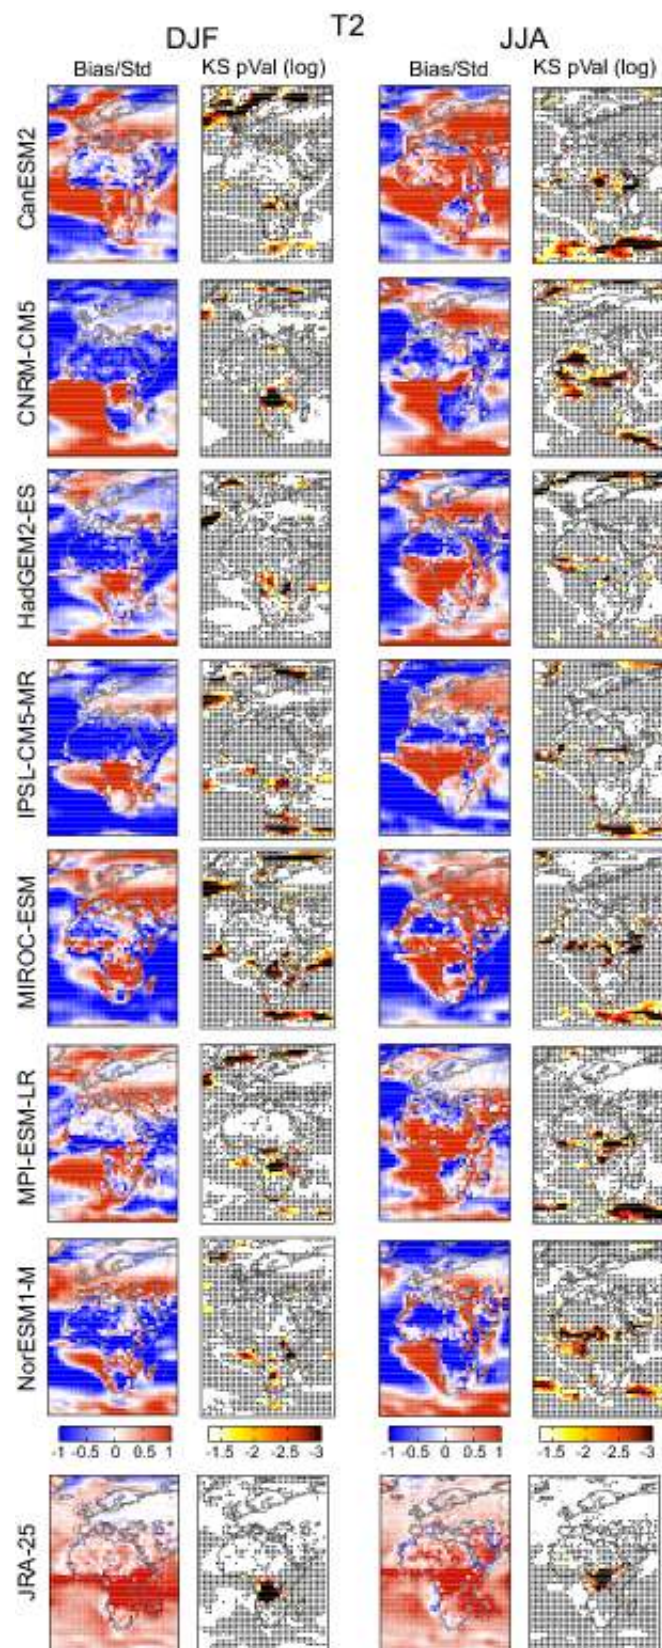 T2
DJF JJA
Bias/Std KS pVal (log) Bias/Std KS pVal (log)
CanESM2
CNRM-CM5
HadGEM2-ES
IPSL-CM5-MR
MIROC-ESM
MPI-ESM-LR
NorESM1-M
-1 -0.5 0 0.5 1 -1.5 -2 -2.5 -3 -1 -0.5 0 0.5 1 -1.5 -2 -2.5 -3
JRA-25